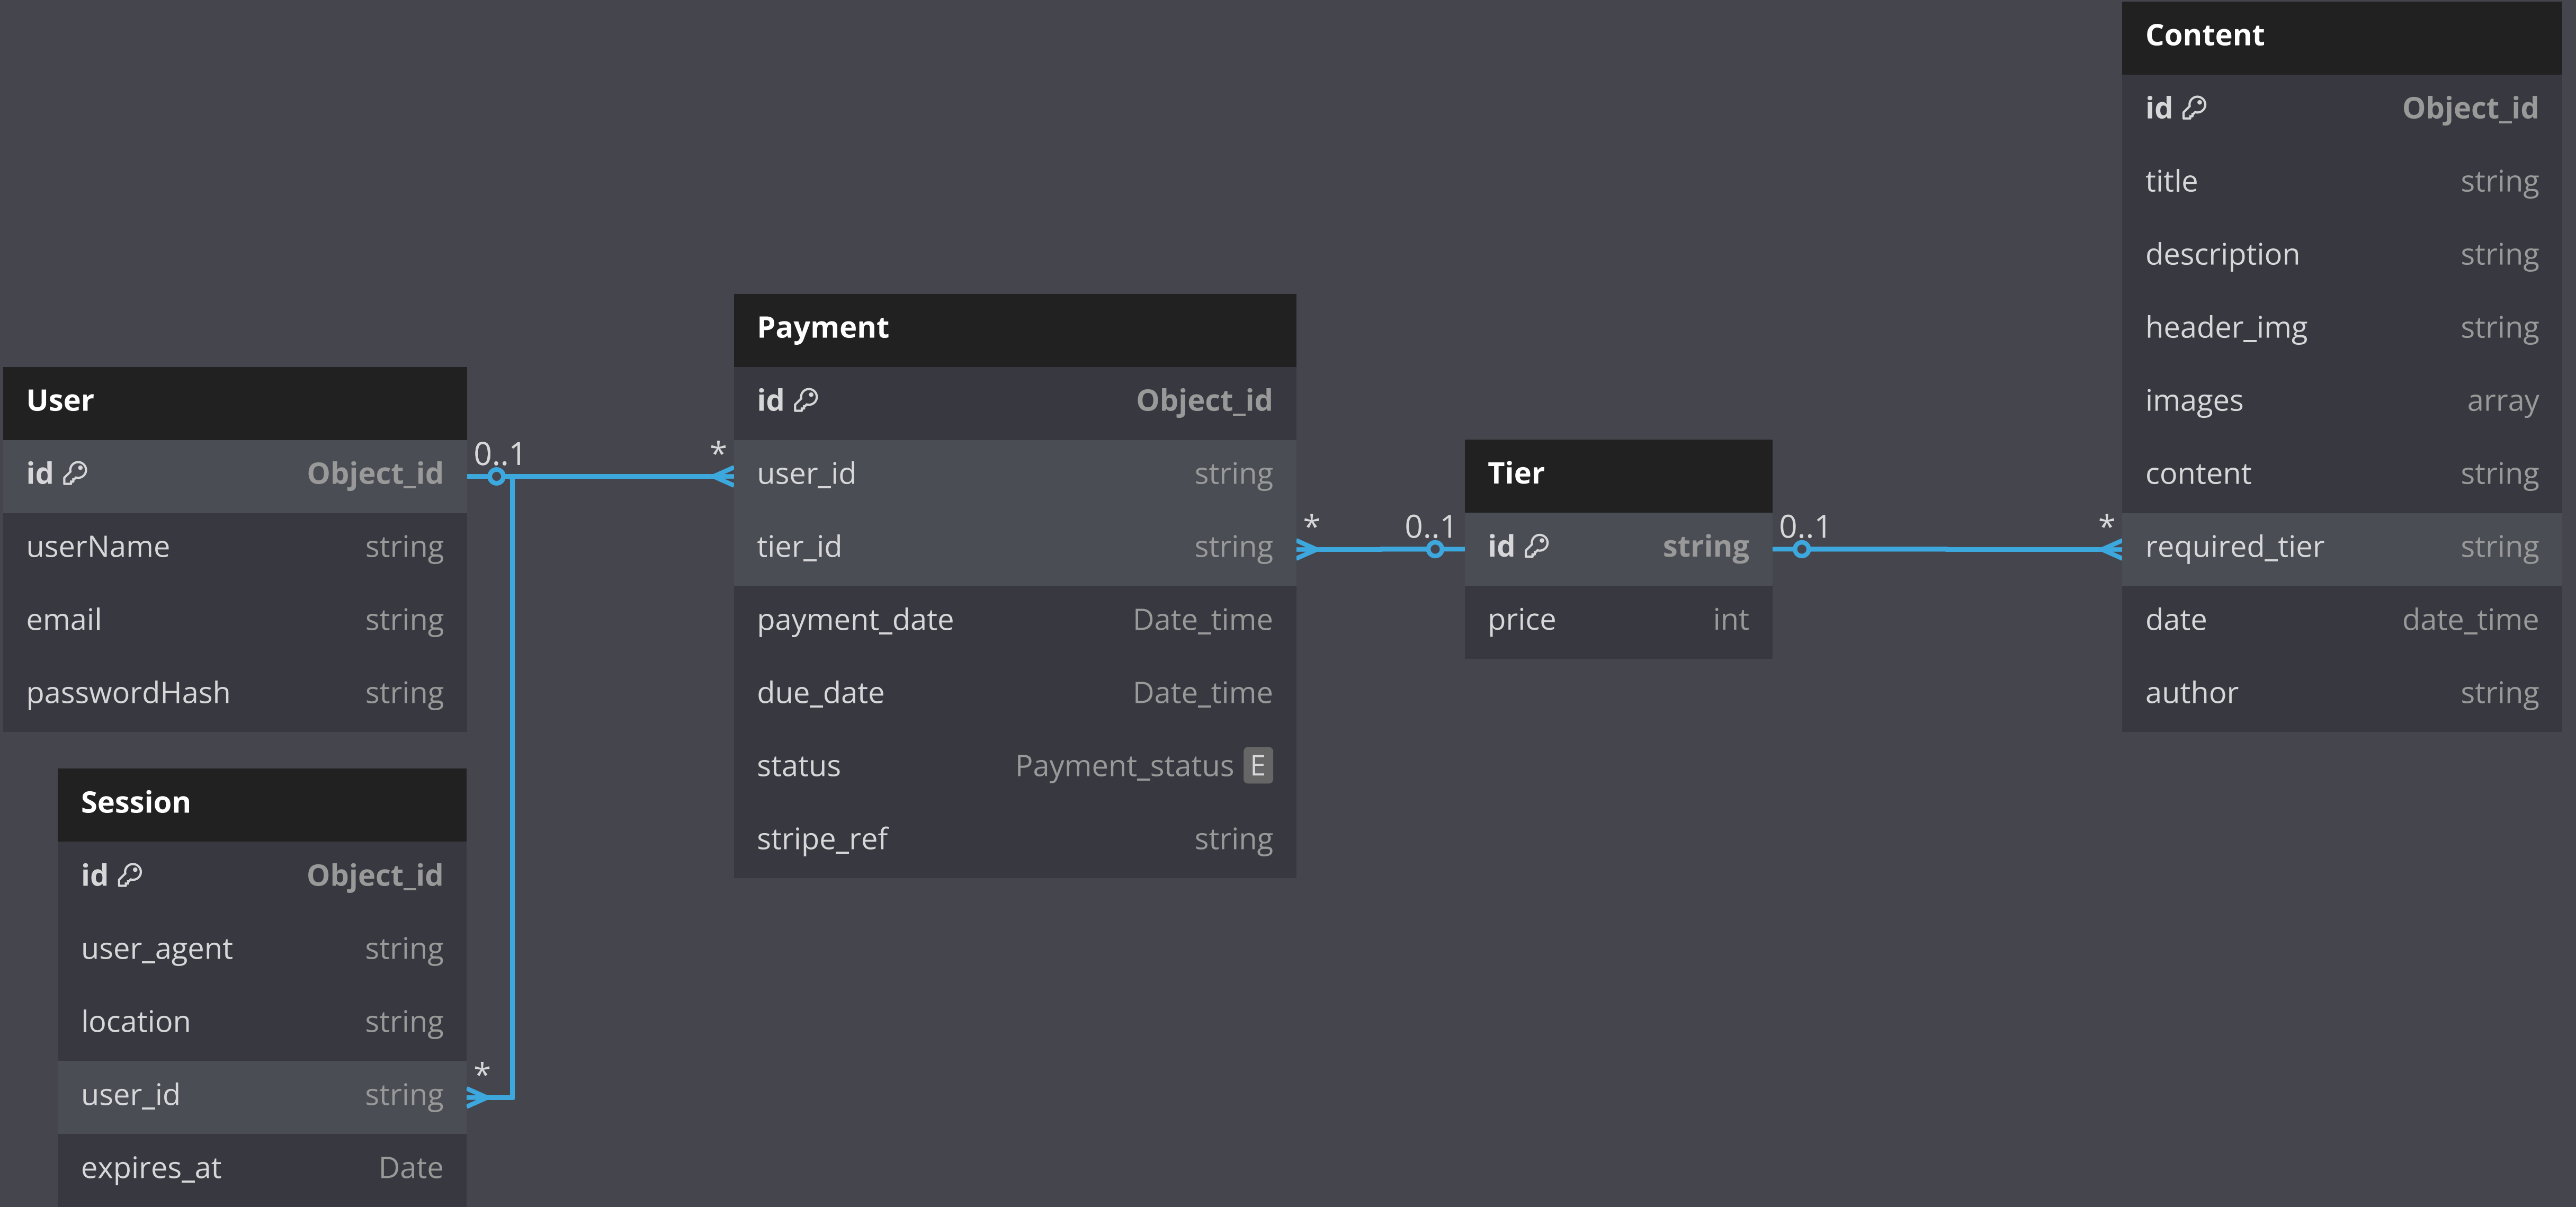 User
id Object_id
userName string
email string
passwordHash string
Session
id Object_id
user_agent string
location string
user_id string
expires_at Date
0..1
*
*
Payment
id Object_id
user_id string
tier_id string
payment_date Date_time
due_date Date_time
status Payment_status E
stripe_ref string
*
0..1
Tier
id string
price int
0..1
*
Content
id Object_id
title string
description string
header_img string
images array
content string
required_tier string
date date_time
author string